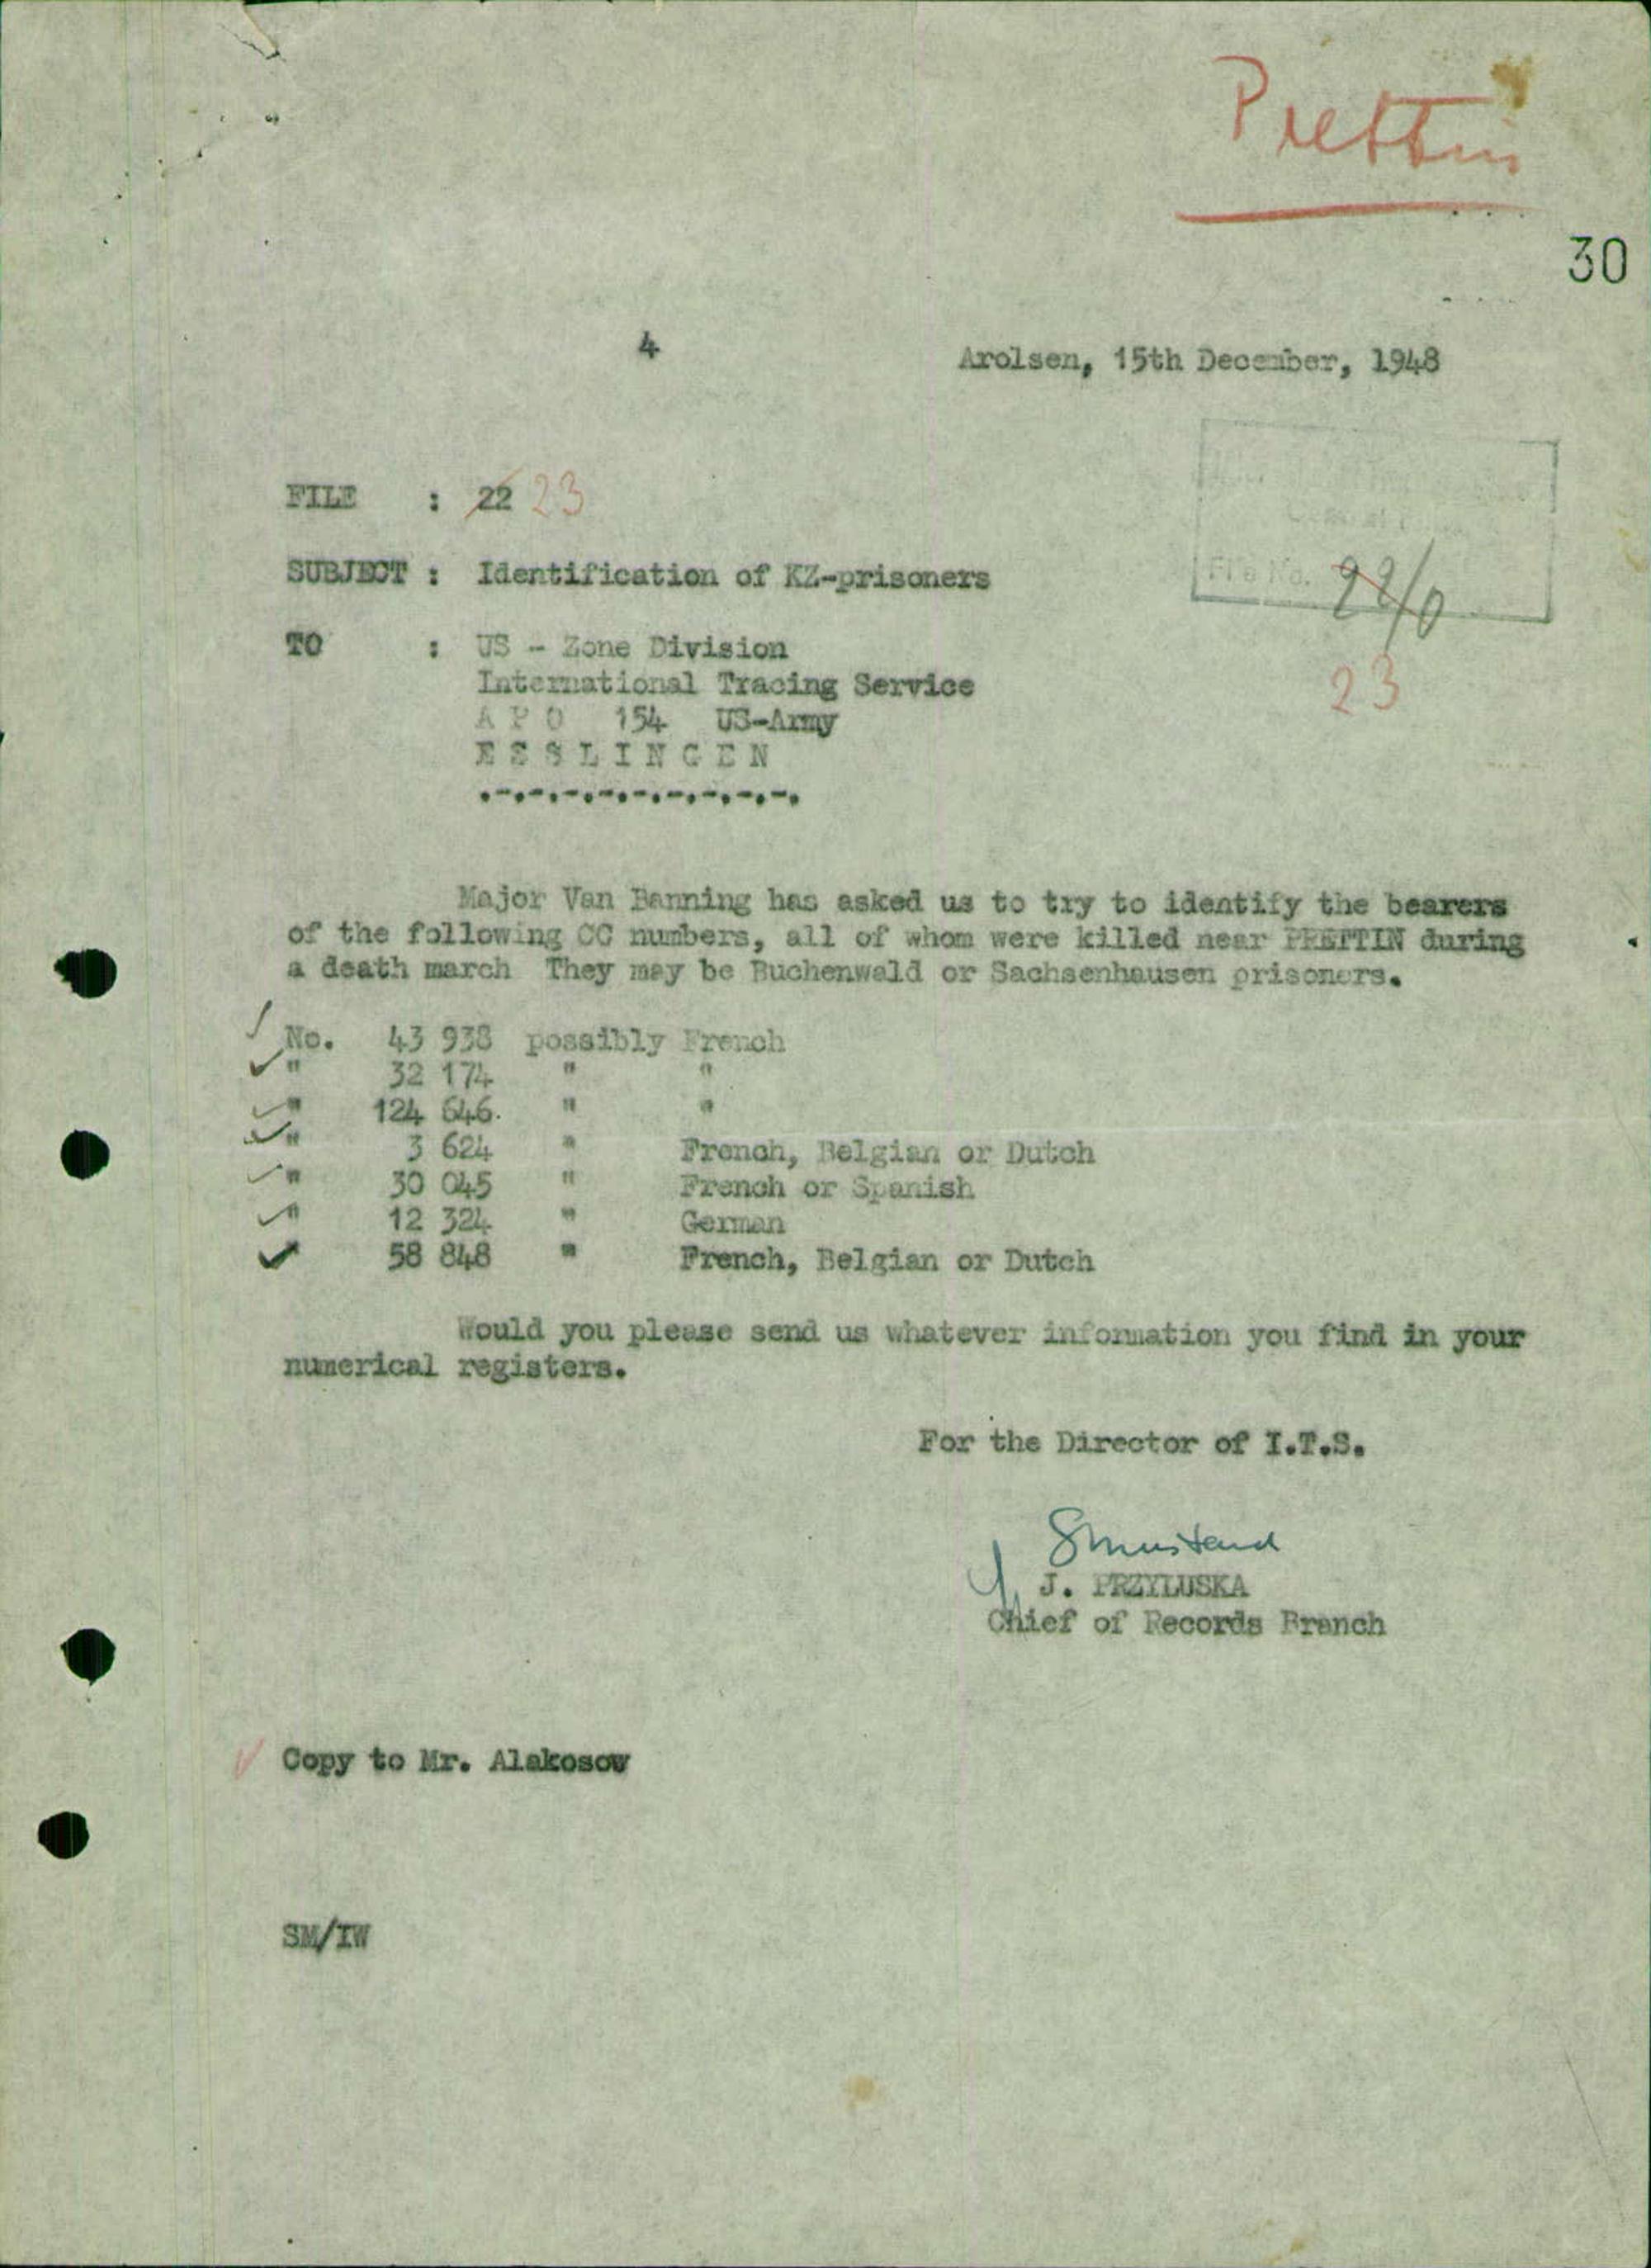 Prettin
30
4
Arolsen, 15th December, 1948
FILE : 22 23
SUBJECT : Identification of KZ-prisoners
File No. 22/0
23
TO : US - Zone Division
International Tracing Service
A P O 154 US-Army
E S S L I N G E N
.-.-.-.-.-.-.-.-.-.
Major Van Banning has asked us to try to identify the bearers
of the following CC numbers, all of whom were killed near PRETTIN during
a death march They may be Buchenwald or Sachsenhausen prisoners.
No. 43 938 possibly French
" 32 174 " "
" 124 646. " "
" 3 624 " French, Belgian or Dutch
" 30 045 " French or Spanish
" 12 324 " German
" 58 848 " French, Belgian or Dutch
Would you please send us whatever information you find in your
numerical registers.
For the Director of I.T.S.
J. PRZYLUSKA
Chief of Records Branch
Copy to Mr. Alakosow
SM/IW